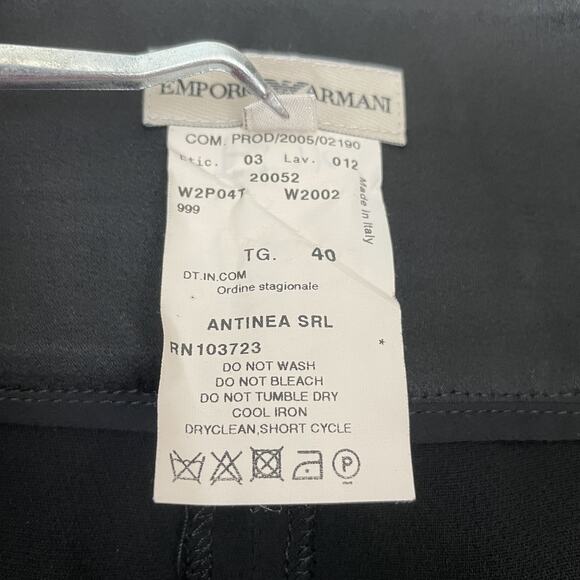 EMPORI ARMANI
COM. PROD/2005/02190
tic. 03 Lav. 012
20052
W2P04T W2002
999
Made in Italy
TG. 40
DT.IN.COM
Ordine stagionale
ANTINEA SRL
RN103723 *
DO NOT WASH
DO NOT BLEACH
DO NOT TUMBLE DRY
COOL IRON
DRYCLEAN,SHORT CYCLE
P